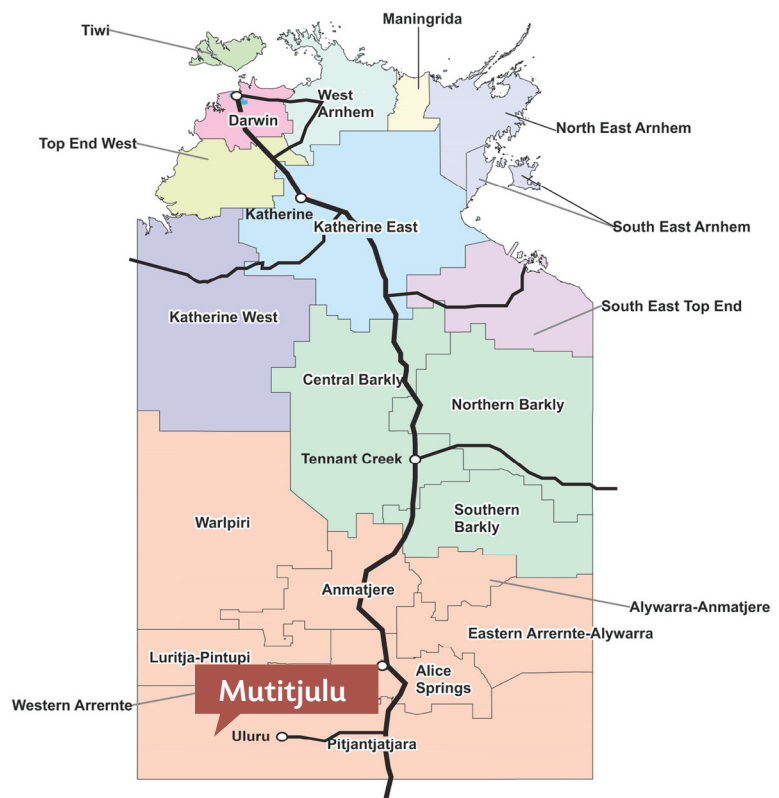 Maningrida
Tiwi
West
Arnhem
Darwin
North East Arnhem
Top End West
Katherine
Katherine East
South East Arnhem
South East Top End
Katherine West
Central Barkly
Northern Barkly
Tennant Creek
Southern
Barkly
Warlpiri
Anmatjere
Alywarra-Anmatjere
Eastern Arrernte-Alywarra
Luritja-Pintupi
Alice
Springs
Mutitjulu
Western Arrernte
Uluru
Pitjantjatjara